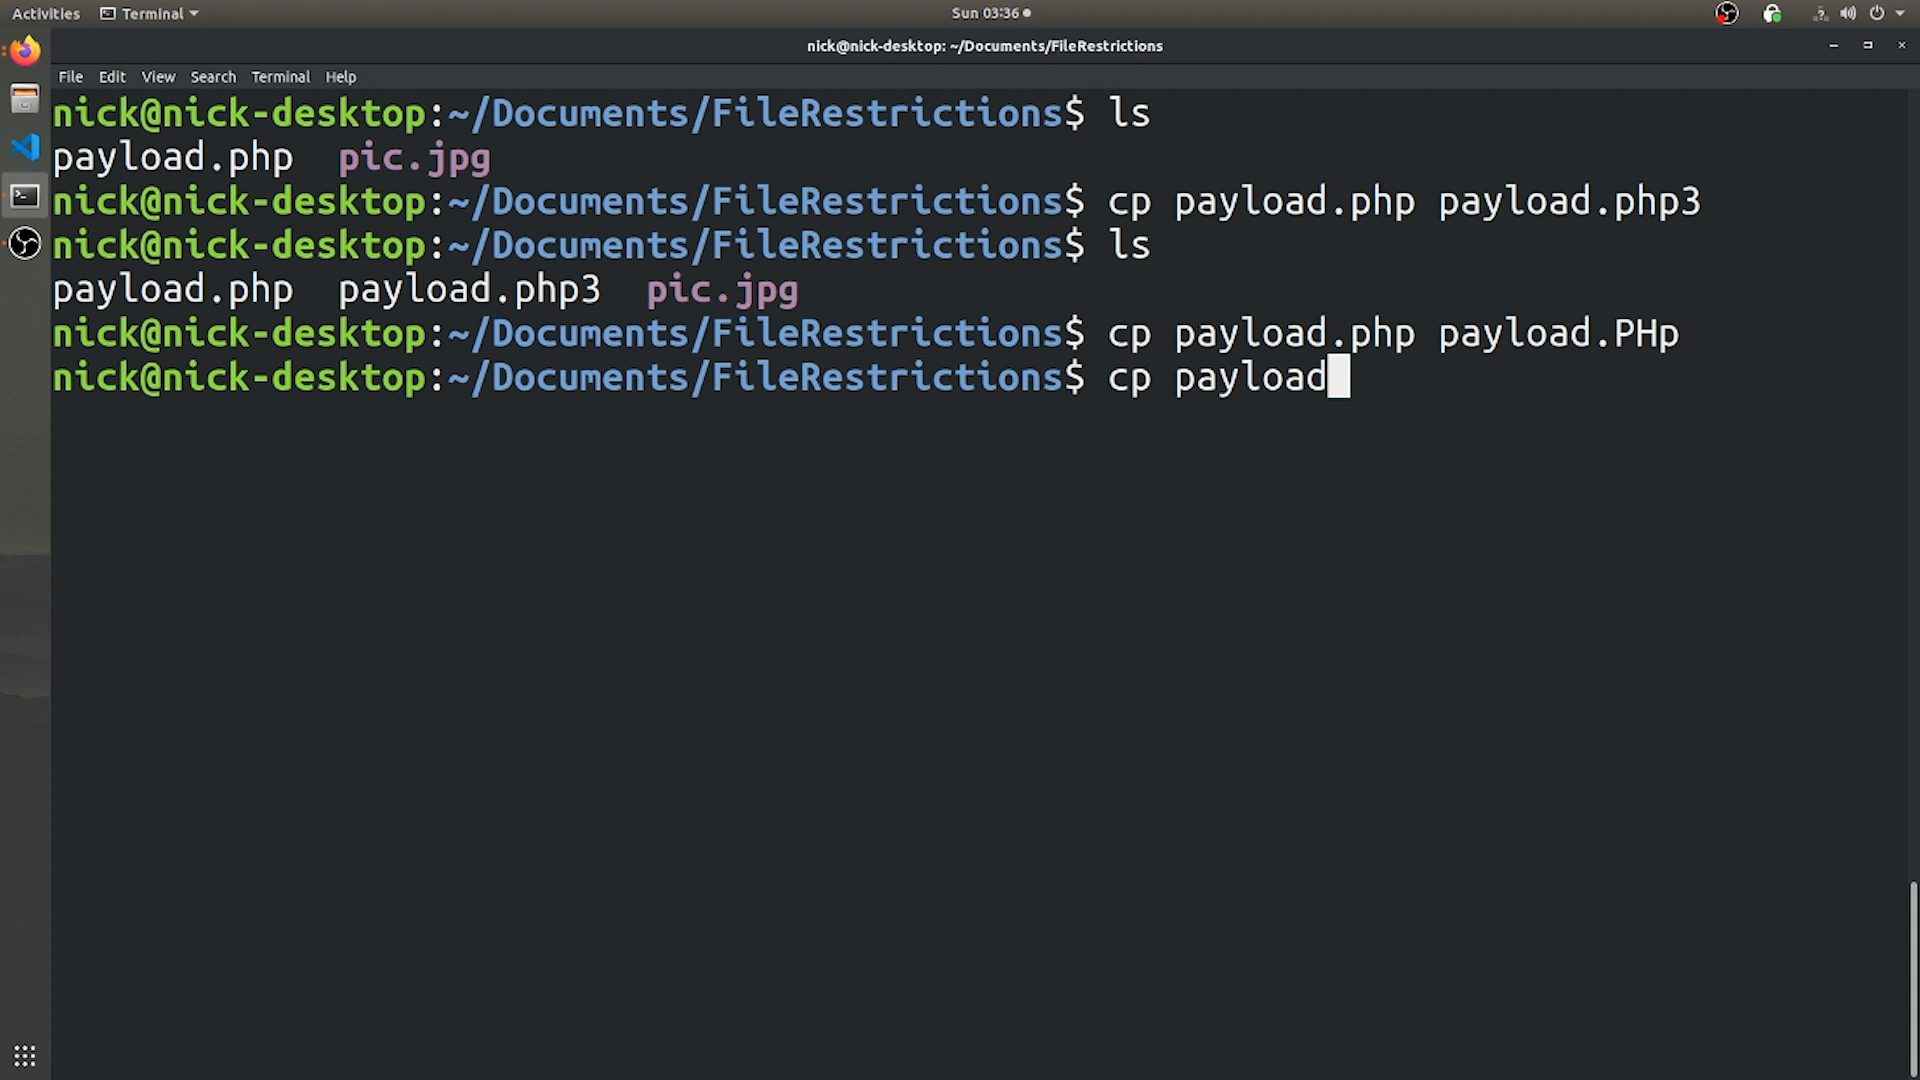 Activities Terminal Sun 03:36
nick@nick-desktop: ~/Documents/FileRestrictions
File Edit View Search Terminal Help
nick@nick-desktop:~/Documents/FileRestrictions$ ls
payload.php pic.jpg
nick@nick-desktop:~/Documents/FileRestrictions$ cp payload.php payload.php3
nick@nick-desktop:~/Documents/FileRestrictions$ ls
payload.php payload.php3 pic.jpg
nick@nick-desktop:~/Documents/FileRestrictions$ cp payload.php payload.PHp
nick@nick-desktop:~/Documents/FileRestrictions$ cp payload